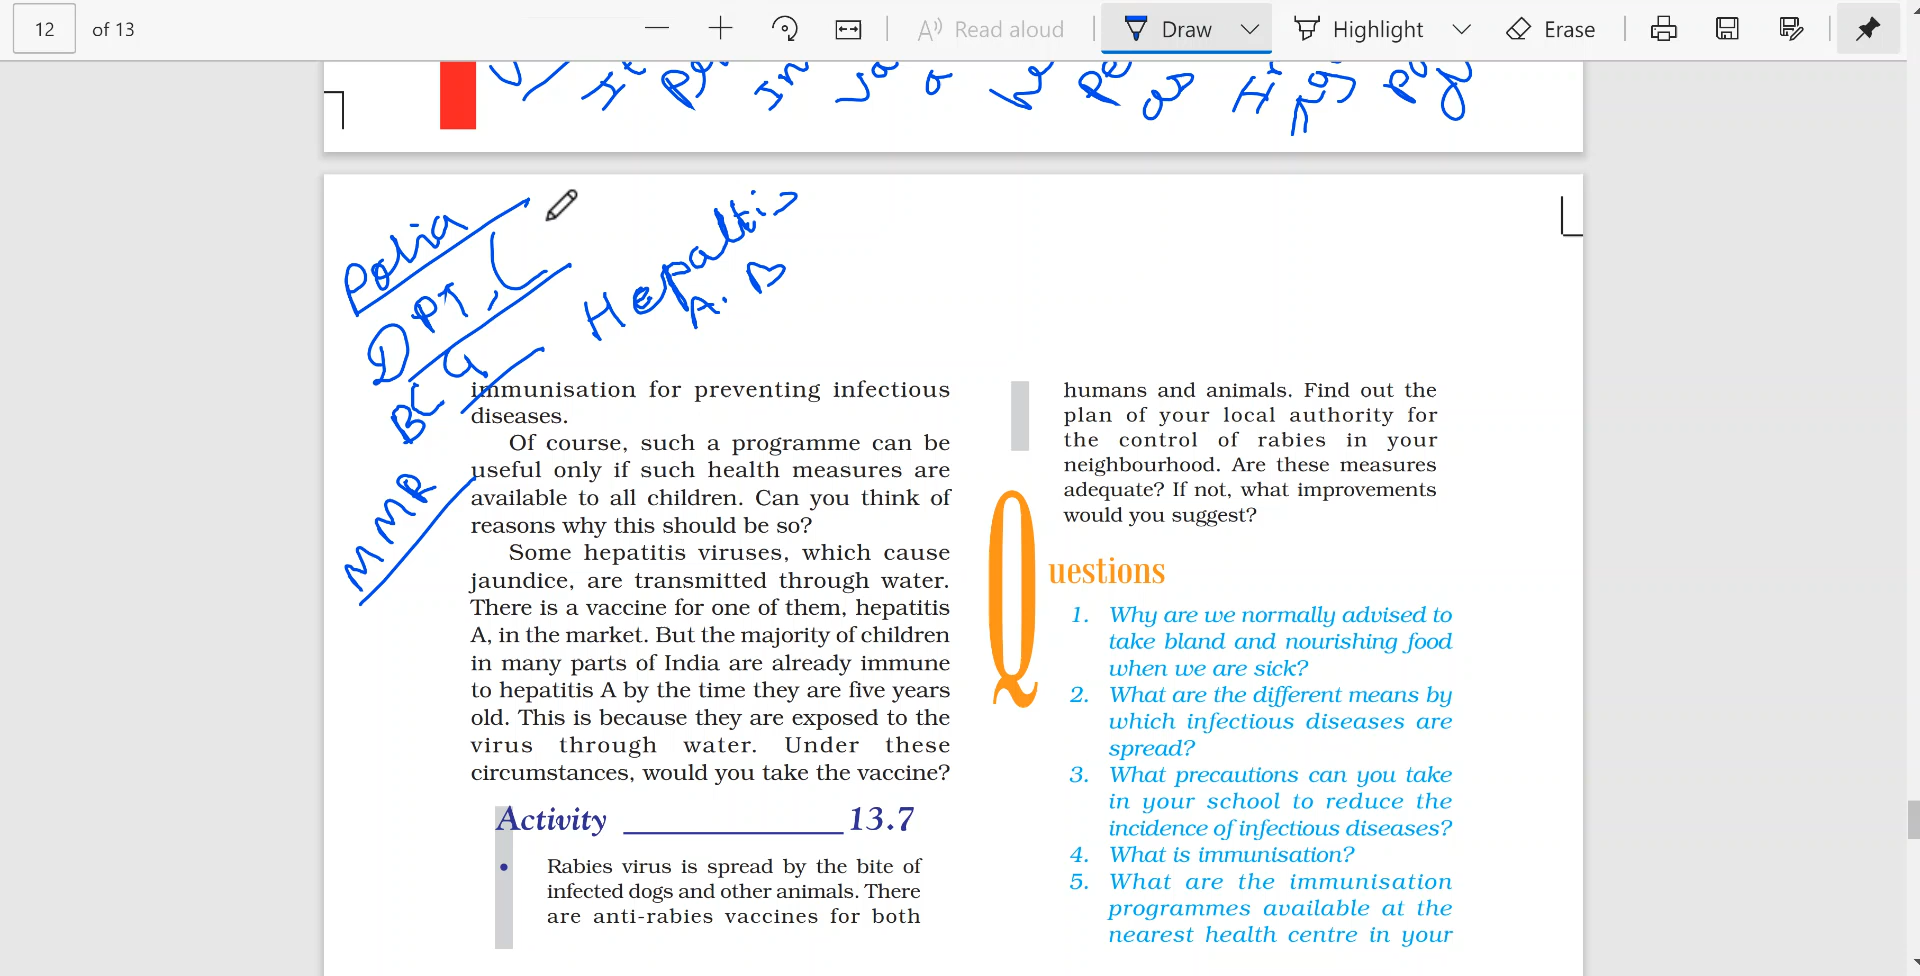 12 of 13 Read aloud Draw Highlight Erase
Polia
DPT,
BCG
MMR
Hepaltis
A. B
immunisation for preventing infectious
diseases.
Of course, such a programme can be
useful only if such health measures are
available to all children. Can you think of
reasons why this should be so?
Some hepatitis viruses, which cause
jaundice, are transmitted through water.
There is a vaccine for one of them, hepatitis
A, in the market. But the majority of children
in many parts of India are already immune
to hepatitis A by the time they are five years
old. This is because they are exposed to the
virus through water. Under these
circumstances, would you take the vaccine?
Activity 13.7
• Rabies virus is spread by the bite of
infected dogs and other animals. There
are anti-rabies vaccines for both
humans and animals. Find out the
plan of your local authority for
the control of rabies in your
neighbourhood. Are these measures
adequate? If not, what improvements
would you suggest?
Questions
1. Why are we normally advised to
take bland and nourishing food
when we are sick?
2. What are the different means by
which infectious diseases are
spread?
3. What precautions can you take
in your school to reduce the
incidence of infectious diseases?
4. What is immunisation?
5. What are the immunisation
programmes available at the
nearest health centre in your